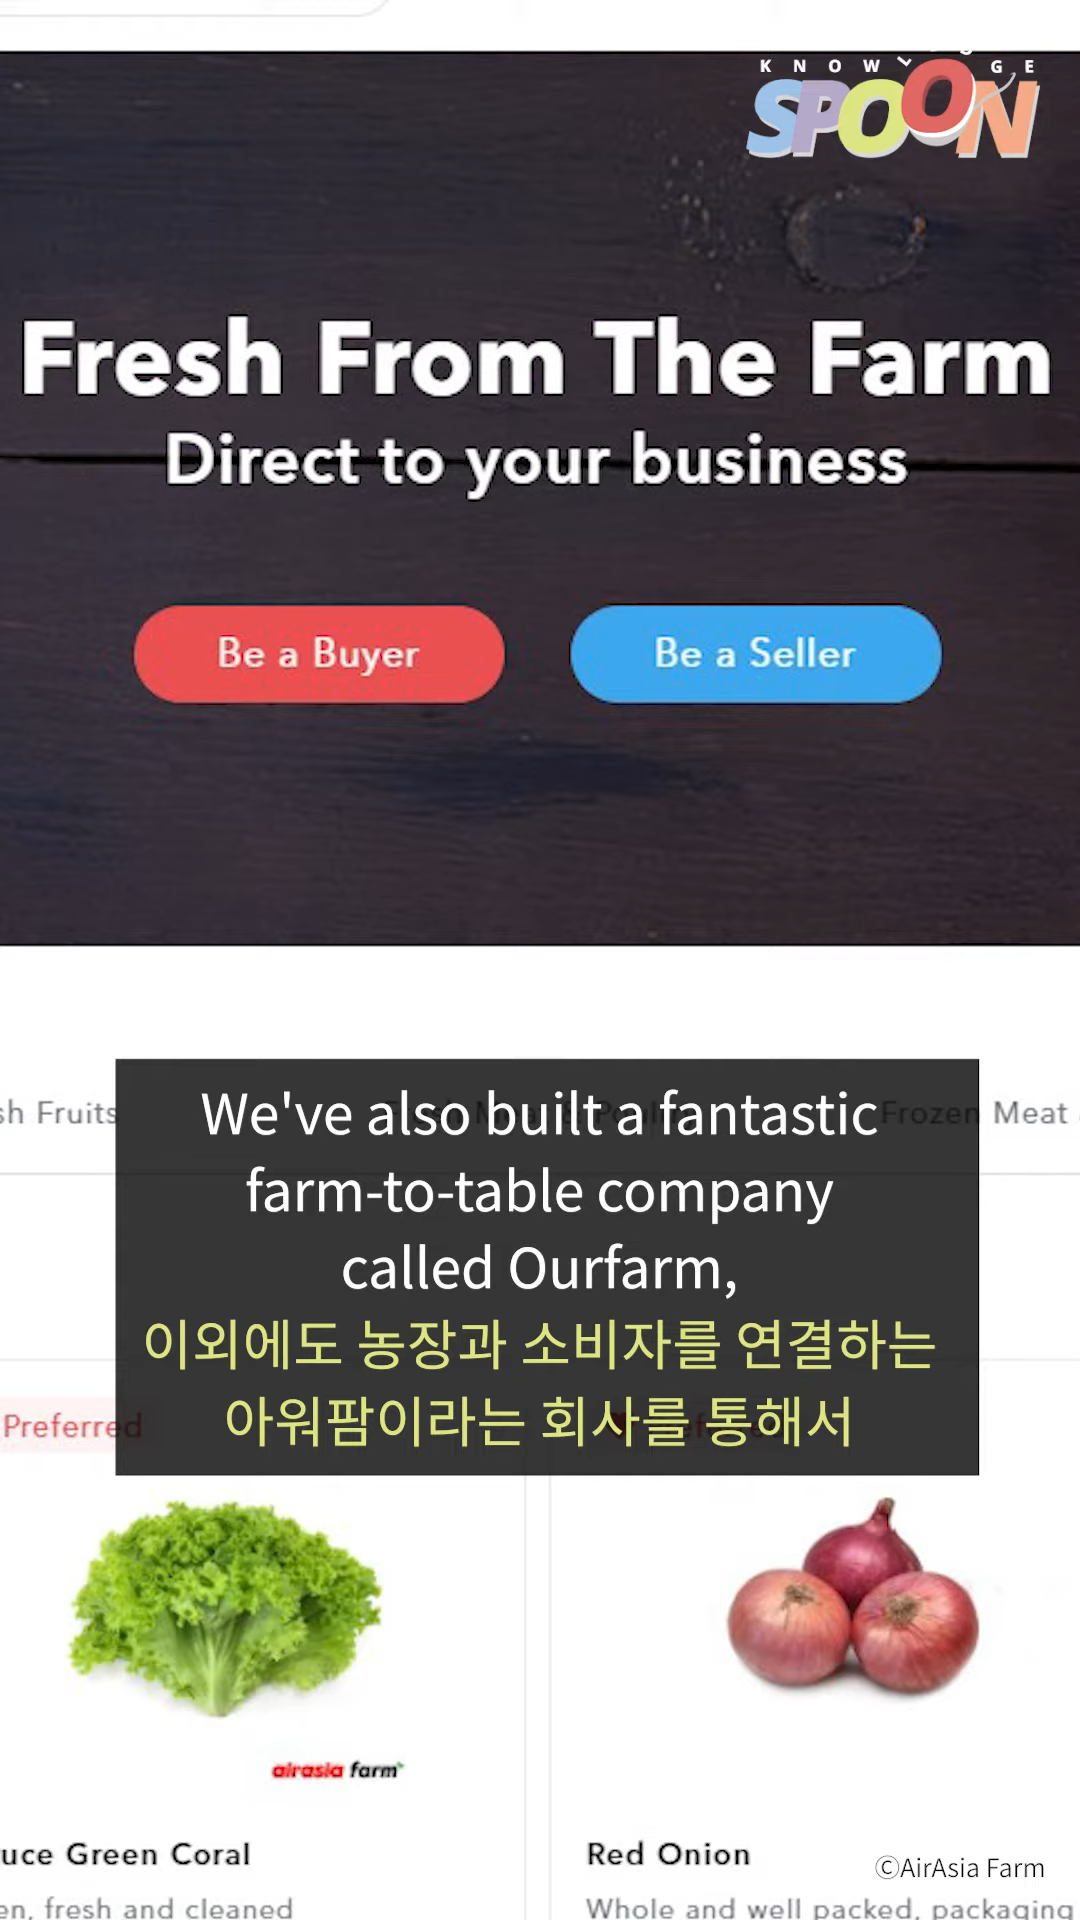 KNOWLEDGE
SPOON
Fresh From The Farm
Direct to your business
Be a Buyer
Be a Seller
sh Fruits
Frozen Meat
We've also built a fantastic
farm-to-table company
called Ourfarm,
이외에도 농장과 소비자를 연결하는
아워팜이라는 회사를 통해서
Preferred
airasia farm
uce Green Coral
Red Onion
ⓒAirAsia Farm
en, fresh and cleaned
Whole and well packed, packaging